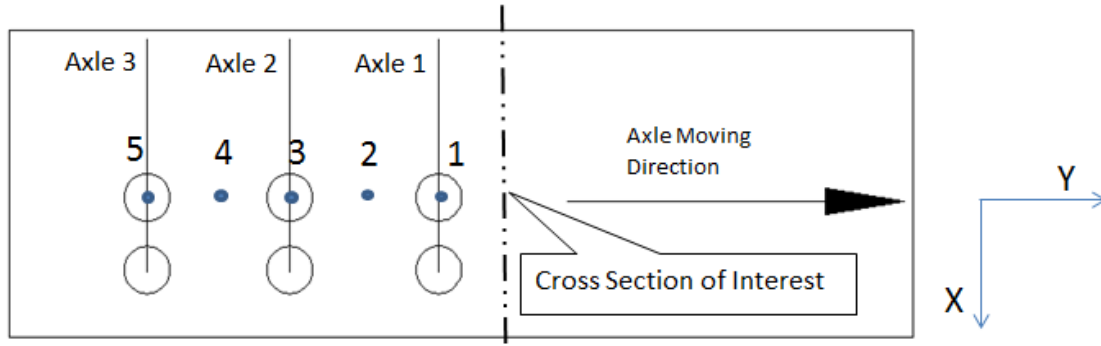 Axle 3 Axle 2 Axle 1
5 4 3 2 1
Axle Moving
Direction
Y
Cross Section of Interest
X